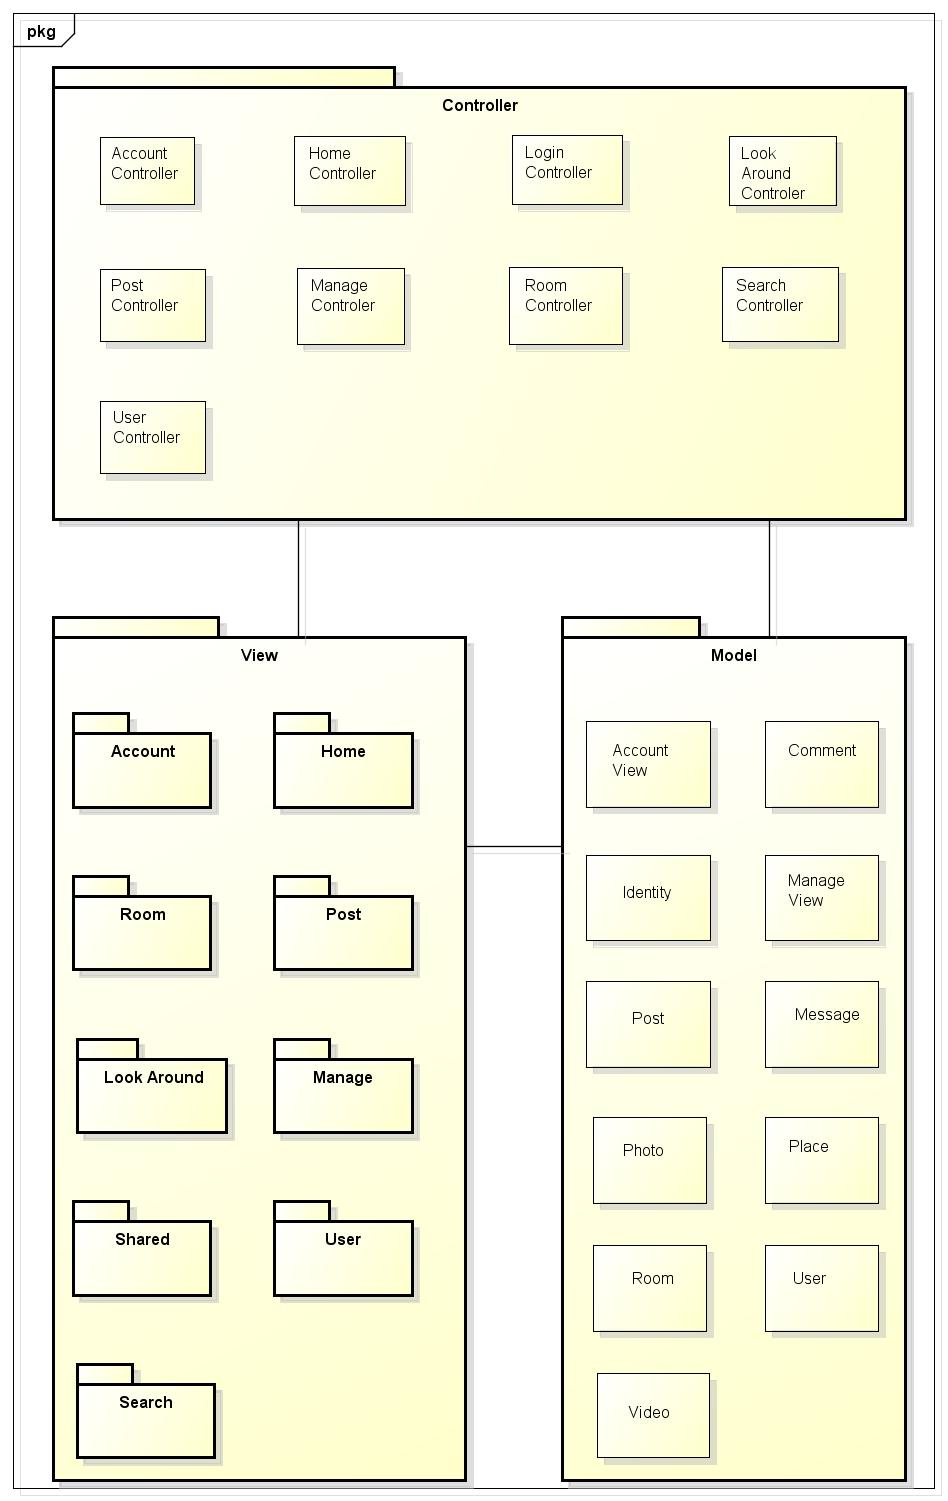 pkg
Controller
Account
Controller
Home
Controller
Login
Controller
Look
Around
Controler
Post
Controller
Manage
Controler
Room
Controller
Search
Controller
User
Controller
View
Account
Home
Room
Post
Look Around
Manage
Shared
User
Search
Model
Account
View
Comment
Identity
Manage
View
Post
Message
Photo
Place
Room
User
Video